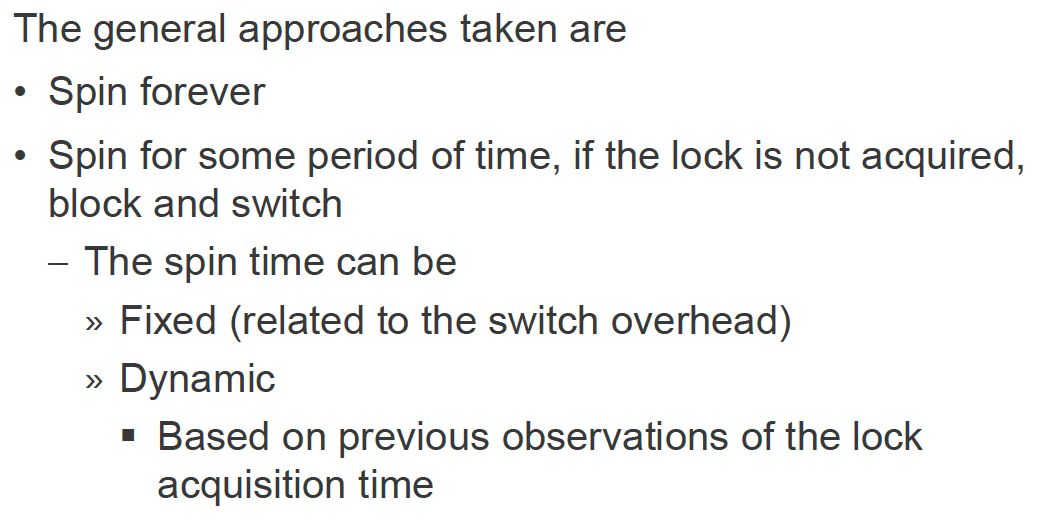 The general approaches taken are
• Spin forever
• Spin for some period of time, if the lock is not acquired,
block and switch
– The spin time can be
» Fixed (related to the switch overhead)
» Dynamic
▪ Based on previous observations of the lock
acquisition time